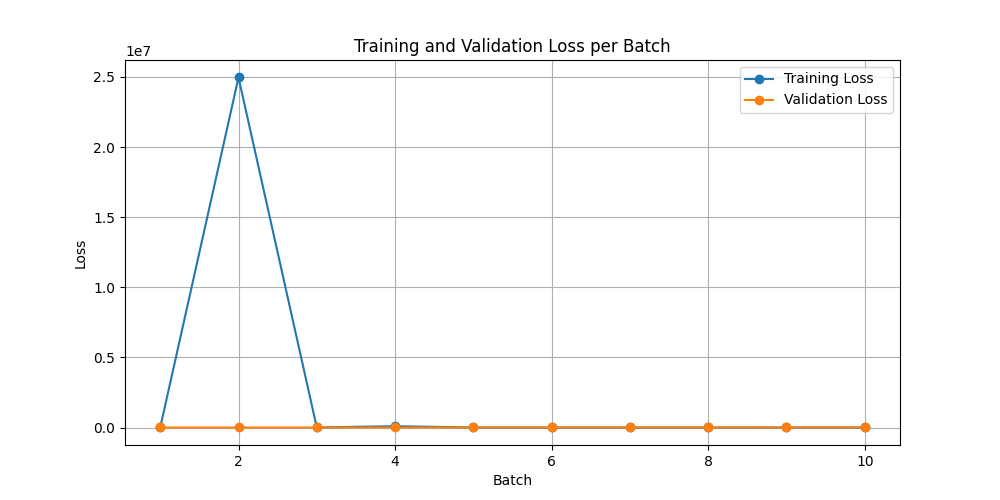 Training and Validation Loss per Batch
1e7
Training Loss
Validation Loss
2.5
2.0
1.5
1.0
0.5
0.0
Loss
2 4 6 8 10
Batch